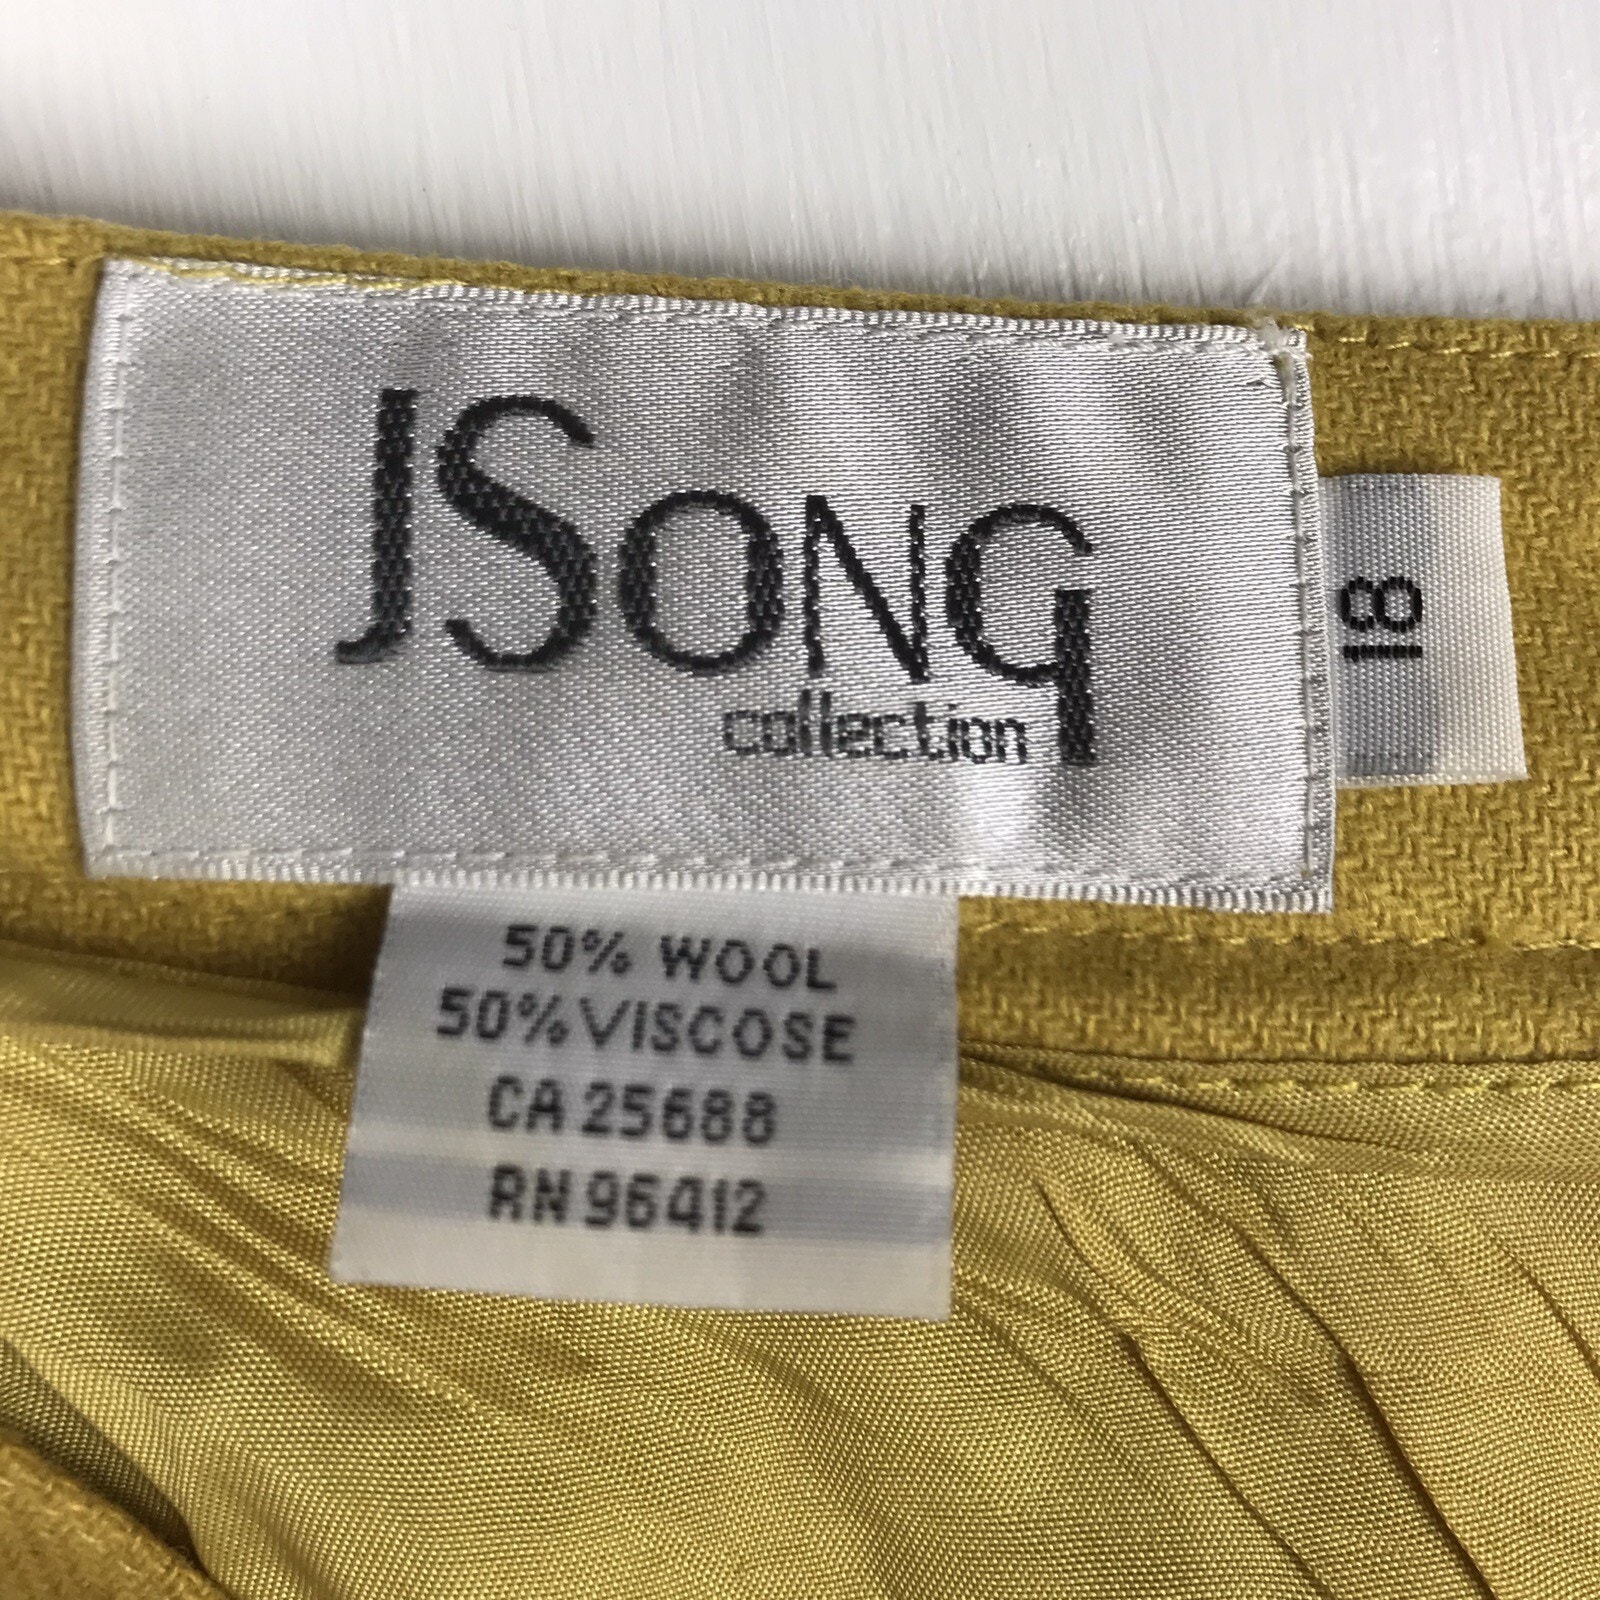 JSONG
collection
18
50% WOOL
50% VISCOSE
CA 25688
RN 96412